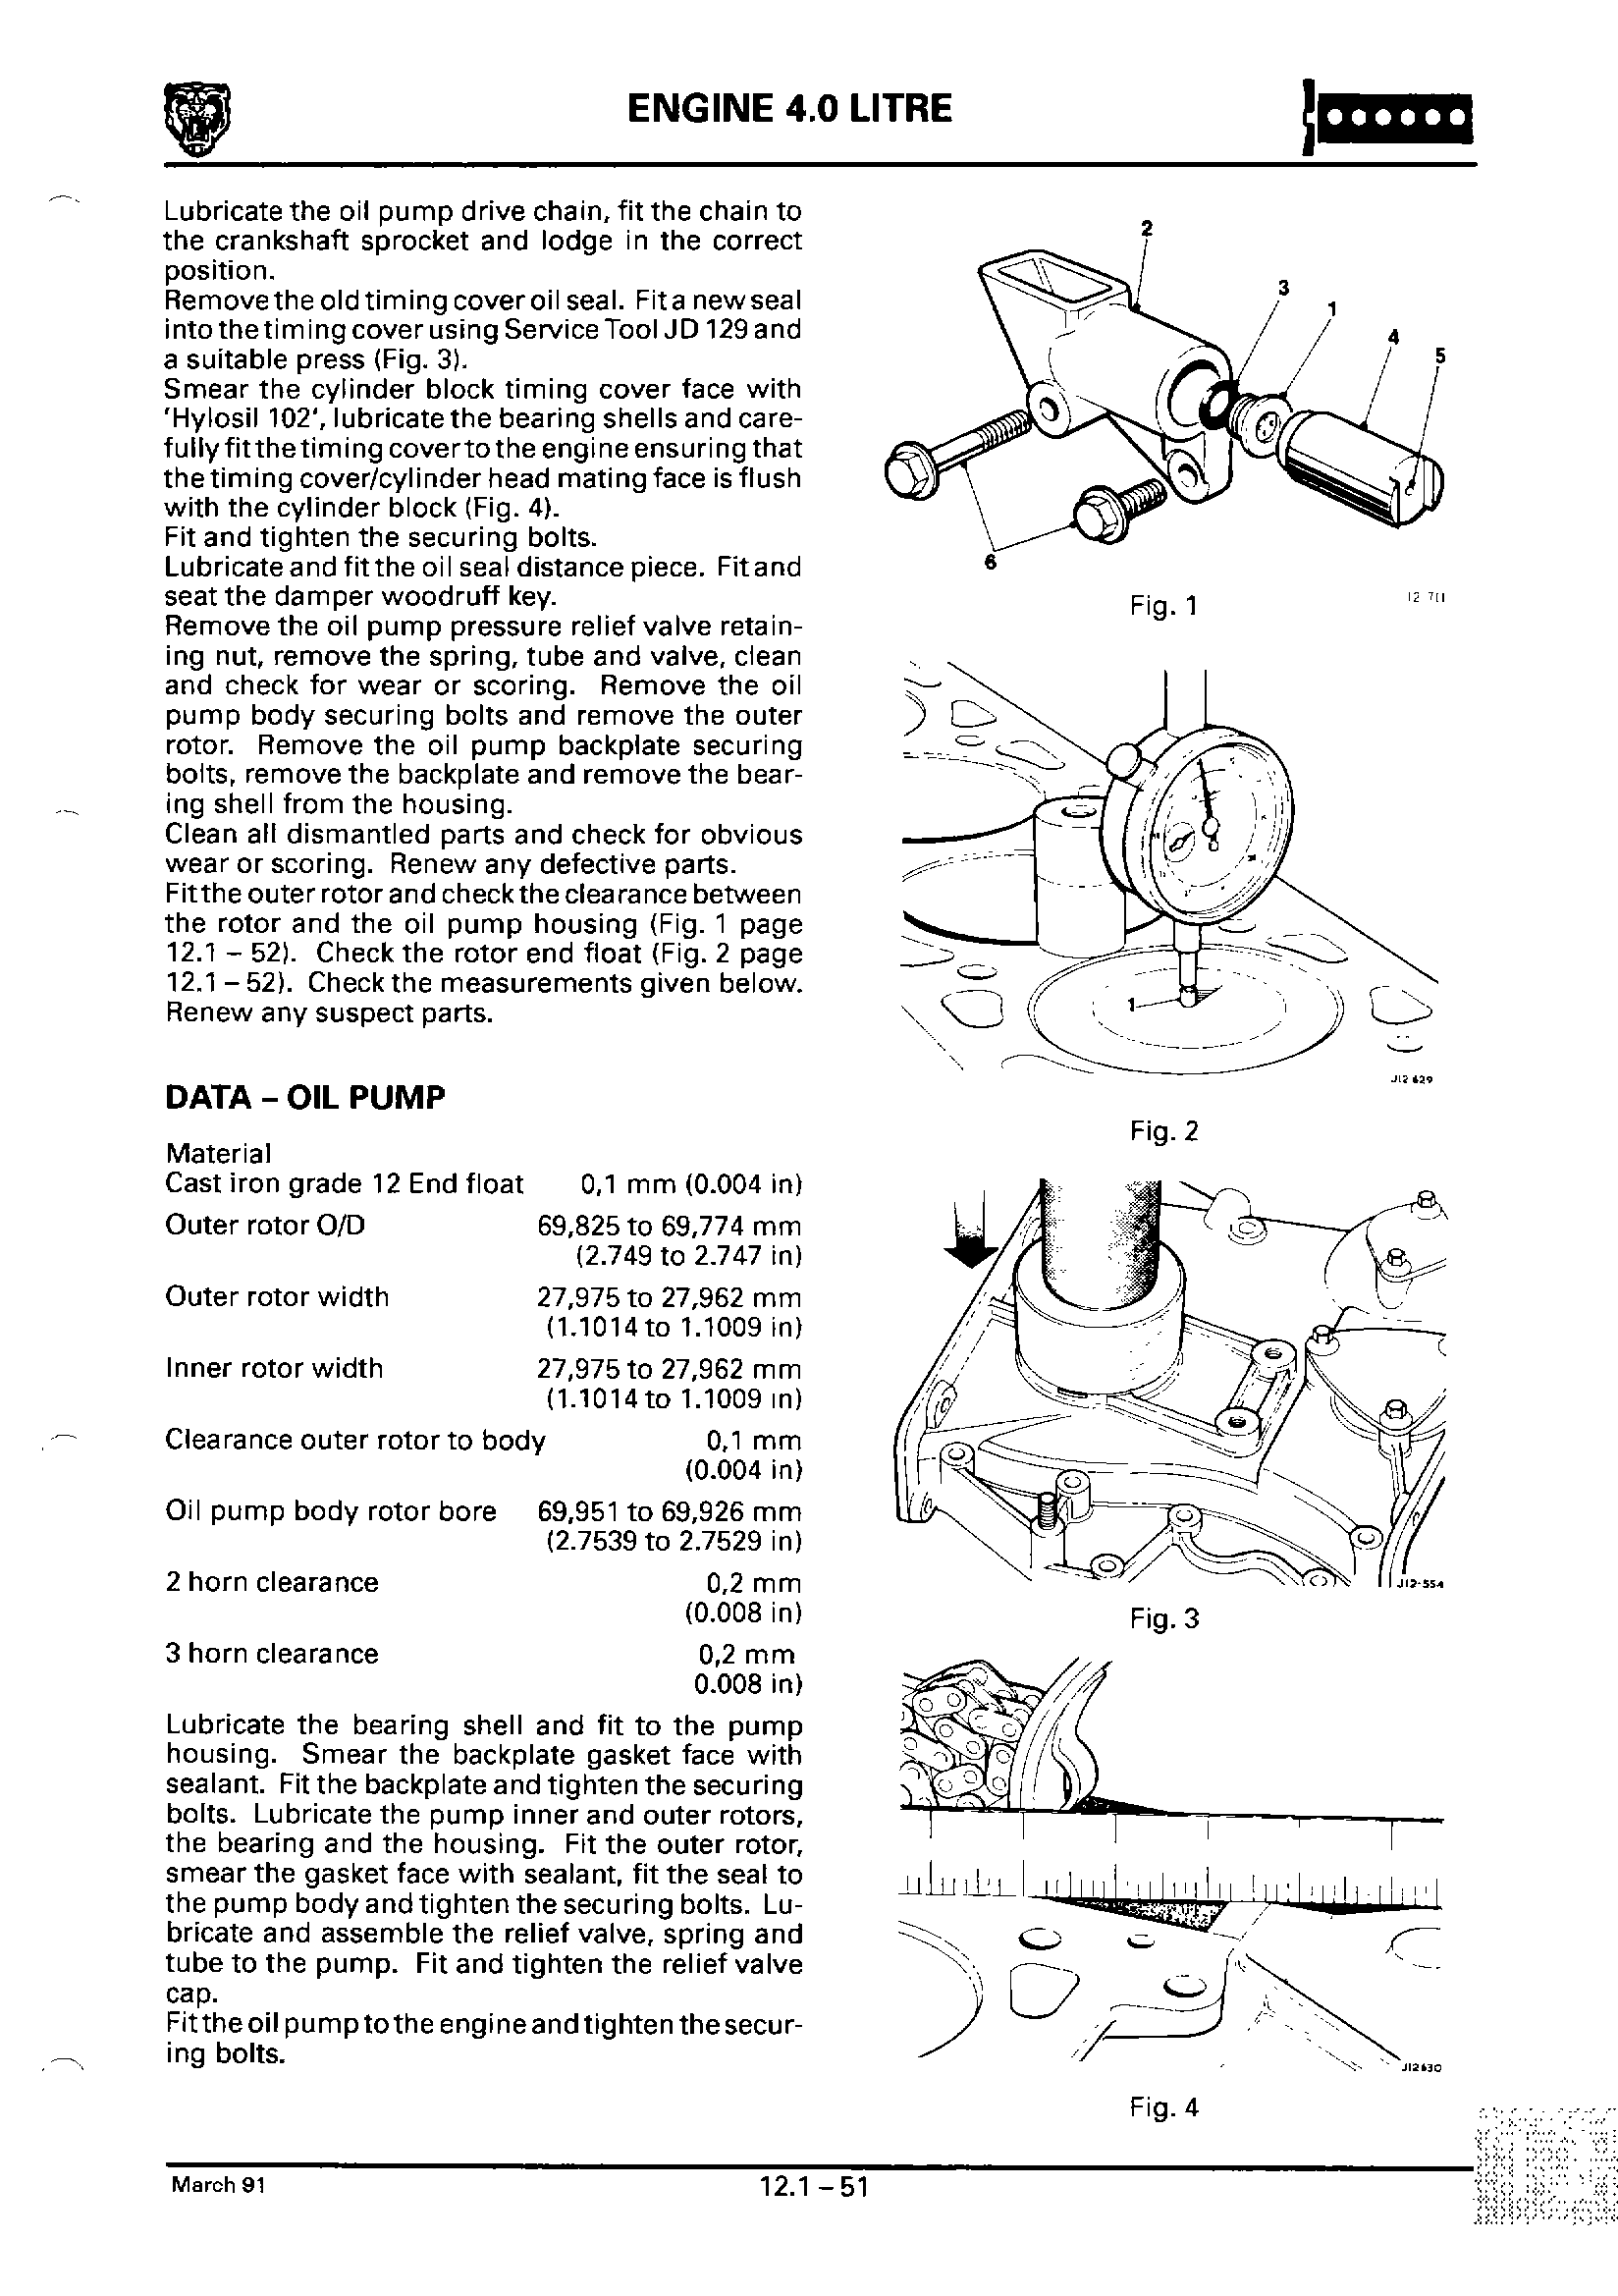 ENGINE 4.0 LITRE
Lubricate the oil pump drive chain, fit the chain to
the crankshaft sprocket and lodge in the correct
position.
Remove the old timing cover oil seal. Fit a new seal
into the timing cover using Service Tool JD 129 and
a suitable press (Fig. 3).
Smear the cylinder block timing cover face with
'Hylosil 102', lubricate the bearing shells and care-
fully fit the timing cover to the engine ensuring that
the timing cover/cylinder head mating face is flush
with the cylinder block (Fig. 4).
Fit and tighten the securing bolts.
Lubricate and fit the oil seal distance piece. Fit and
seat the damper woodruff key.
Remove the oil pump pressure relief valve retain-
ing nut, remove the spring, tube and valve, clean
and check for wear or scoring. Remove the oil
pump body securing bolts and remove the outer
rotor. Remove the oil pump backplate securing
bolts, remove the backplate and remove the bear-
ing shell from the housing.
Clean all dismantled parts and check for obvious
wear or scoring. Renew any defective parts.
Fit the outer rotor and check the clearance between
the rotor and the oil pump housing (Fig. 1 page
12.1 – 52). Check the rotor end float (Fig. 2 page
12.1 – 52). Check the measurements given below.
Renew any suspect parts.
DATA – OIL PUMP
Material
Cast iron grade 12 End float 0,1 mm (0.004 in)
Outer rotor O/D 69,825 to 69,774 mm
(2.749 to 2.747 in)
Outer rotor width 27,975 to 27,962 mm
(1.1014 to 1.1009 in)
Inner rotor width 27,975 to 27,962 mm
(1.1014 to 1.1009 in)
Clearance outer rotor to body 0,1 mm
(0.004 in)
Oil pump body rotor bore 69,951 to 69,926 mm
(2.7539 to 2.7529 in)
2 horn clearance 0,2 mm
(0.008 in)
3 horn clearance 0,2 mm
0.008 in)
Lubricate the bearing shell and fit to the pump
housing. Smear the backplate gasket face with
sealant. Fit the backplate and tighten the securing
bolts. Lubricate the pump inner and outer rotors,
the bearing and the housing. Fit the outer rotor,
smear the gasket face with sealant, fit the seal to
the pump body and tighten the securing bolts. Lu-
bricate and assemble the relief valve, spring and
tube to the pump. Fit and tighten the relief valve
cap.
Fit the oil pump to the engine and tighten the secur-
ing bolts.
2
3
1
4
5
6
Fig. 1
1
J12 629
Fig. 2
J12-554
Fig. 3
J12630
Fig. 4
March 91
12.1 – 51